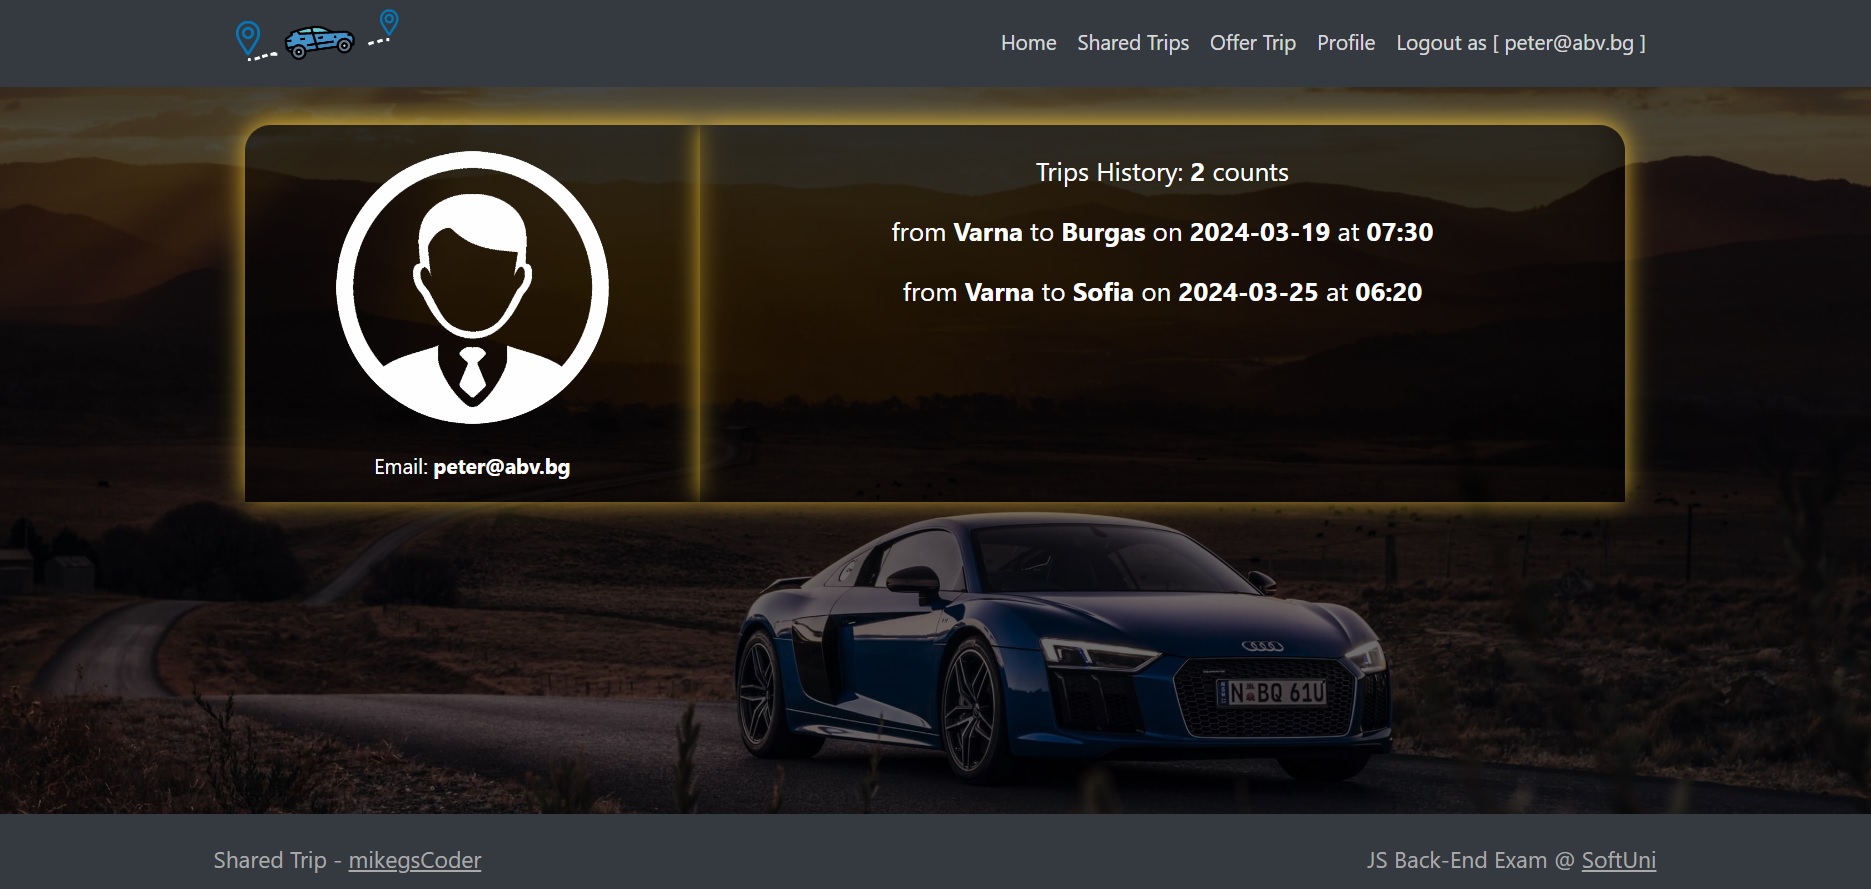 Home Shared Trips Offer Trip Profile Logout as [ peter@abv.bg ]
Trips History: 2 counts
from Varna to Burgas on 2024-03-19 at 07:30
from Varna to Sofia on 2024-03-25 at 06:20
Email: peter@abv.bg
N BQ 61U
Shared Trip - mikegsCoder
JS Back-End Exam @ SoftUni